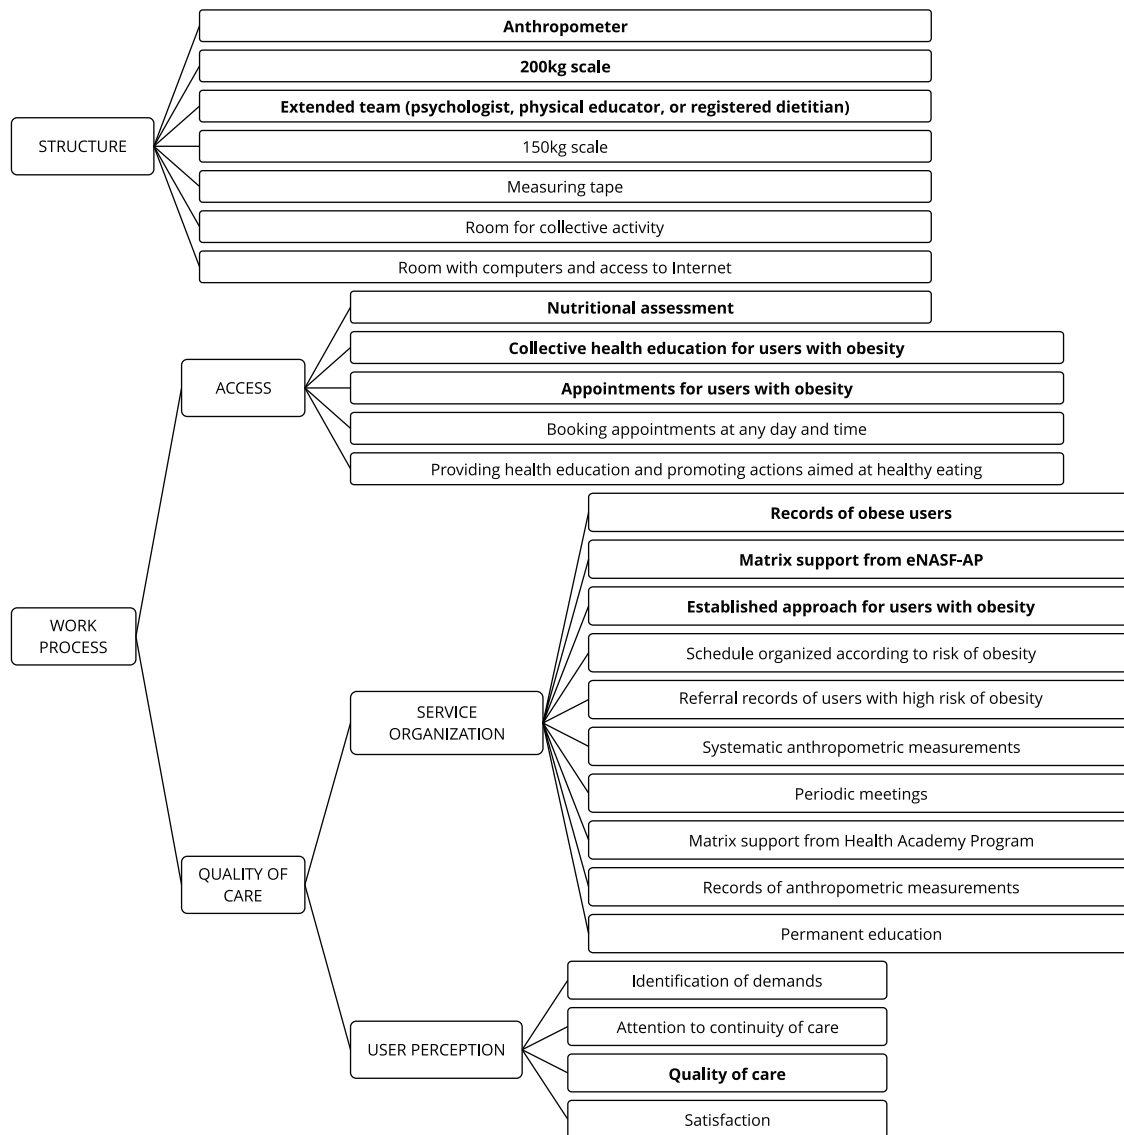 STRUCTURE
Anthropometer
200kg scale
Extended team (psychologist, physical educator, or registered dietitian)
150kg scale
Measuring tape
Room for collective activity
Room with computers and access to Internet
WORK
PROCESS
ACCESS
Nutritional assessment
Collective health education for users with obesity
Appointments for users with obesity
Booking appointments at any day and time
Providing health education and promoting actions aimed at healthy eating
QUALITY OF
CARE
SERVICE
ORGANIZATION
Records of obese users
Matrix support from eNASF-AP
Established approach for users with obesity
Schedule organized according to risk of obesity
Referral records of users with high risk of obesity
Systematic anthropometric measurements
Periodic meetings
Matrix support from Health Academy Program
Records of anthropometric measurements
Permanent education
USER PERCEPTION
Identification of demands
Attention to continuity of care
Quality of care
Satisfaction